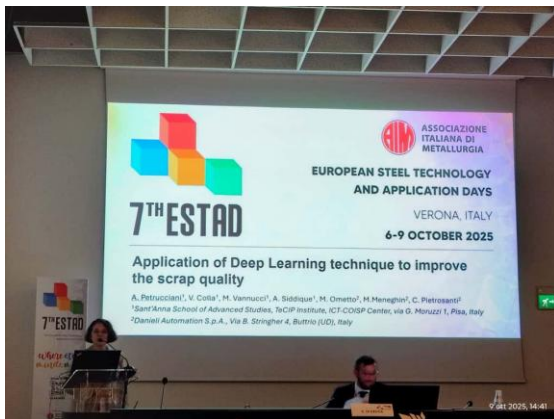 AIM
ASSOCIAZIONE
ITALIANA DI
METALLURGIA
EUROPEAN STEEL TECHNOLOGY
AND APPLICATION DAYS
7TH ESTAD
VERONA, ITALY
6-9 OCTOBER 2025
Application of Deep Learning technique to improve
the scrap quality
A. Petrucciani¹, V. Colla¹, M. Vannucci¹, A. Siddique¹, M. Ometto², M.Meneghin², C. Pietrosanti²
¹Sant'Anna School of Advanced Studies, TeCIP Institute, ICT-COISP Center, via G. Moruzzi 1, Pisa, Italy
²Danieli Automation S.p.A., Via B. Stringher 4, Buttrio (UD), Italy
7TH ESTAD
9 okt 2025, 14:41